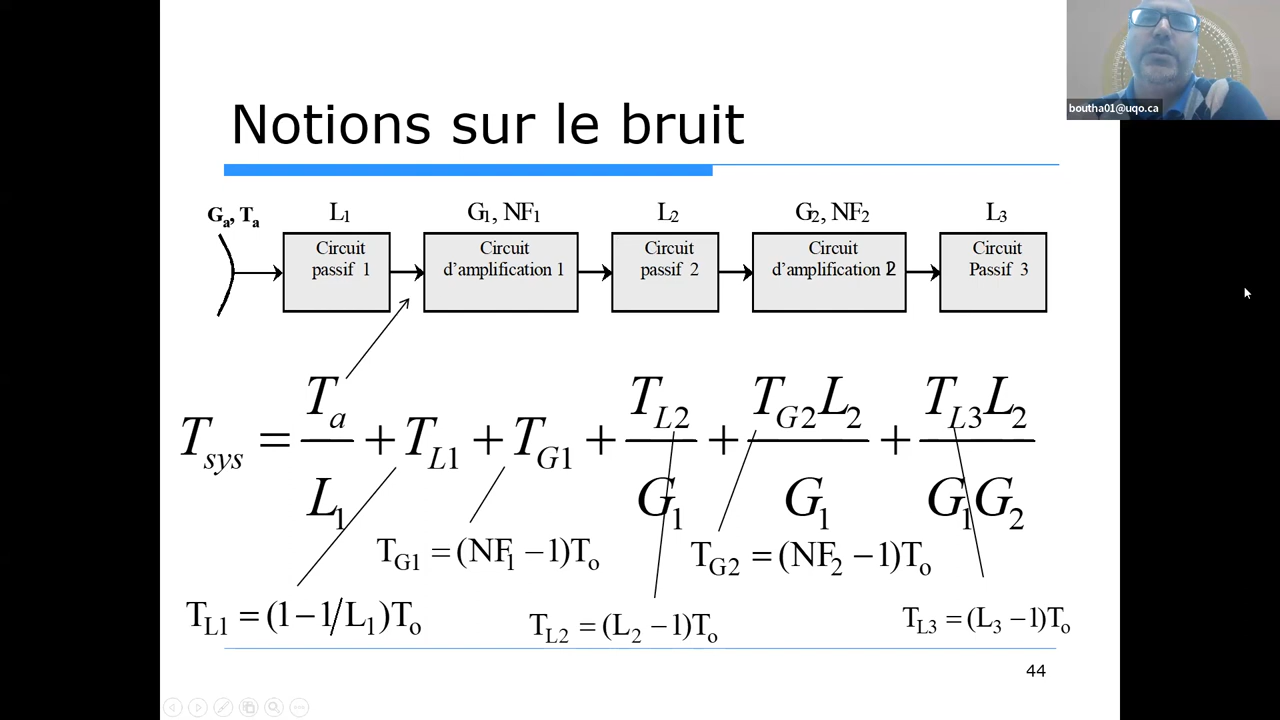 boutha01@uqo.ca
Notions sur le bruit
Ga, Ta
L1
G1, NF1
L2
G2, NF2
L3
Circuit
passif 1
Circuit
d'amplification 1
Circuit
passif 2
Circuit
d'amplification 2
Circuit
Passif 3
Tsys = Ta/L1 + TL1 + TG1 + TL2/G1 + TG2L2/G1 + TL3L2/G1G2
TG1 = (NF1 − 1)To
TG2 = (NF2 − 1)To
TL1 = (1 − 1/L1)To
TL2 = (L2 − 1)To
TL3 = (L3 − 1)To
44